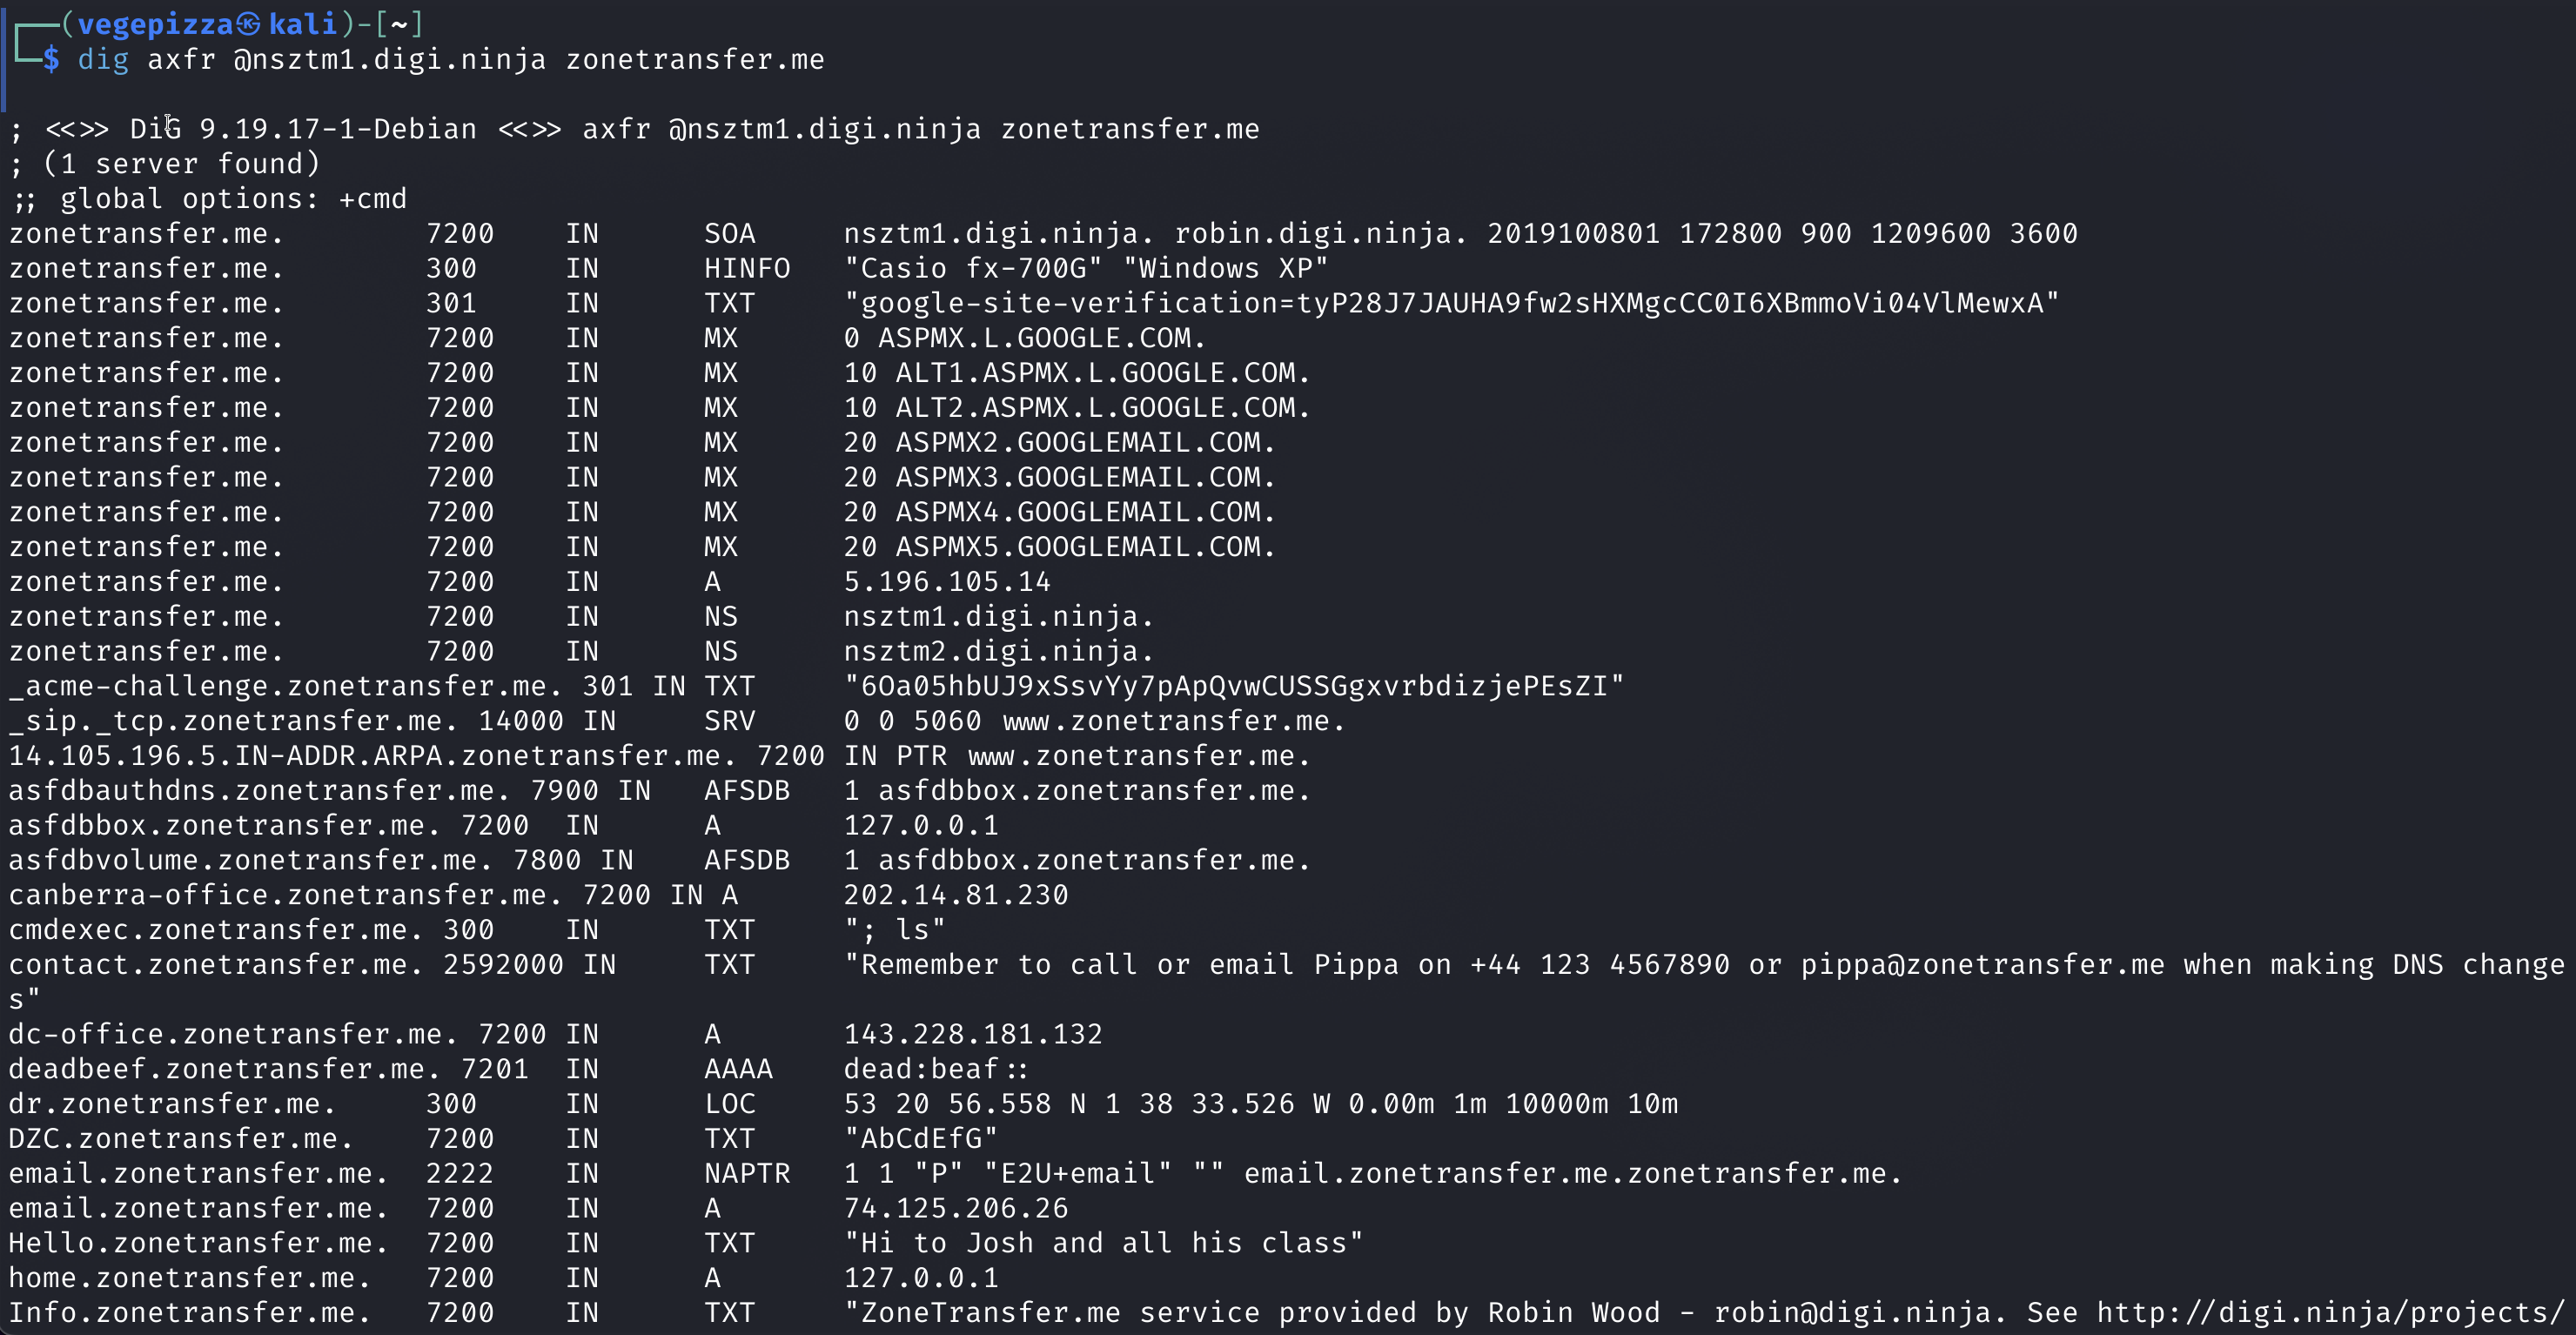 (vegepizza㉿kali)-[~]
$ dig axfr @nsztm1.digi.ninja zonetransfer.me
; <<>> DiG 9.19.17-1-Debian <<>> axfr @nsztm1.digi.ninja zonetransfer.me
; (1 server found)
;; global options: +cmd
zonetransfer.me. 7200 IN SOA nsztm1.digi.ninja. robin.digi.ninja. 2019100801 172800 900 1209600 3600
zonetransfer.me. 300 IN HINFO "Casio fx-700G" "Windows XP"
zonetransfer.me. 301 IN TXT "google-site-verification=tyP28J7JAUHA9fw2sHXMgcCC0I6XBmmoVi04VlMewxA"
zonetransfer.me. 7200 IN MX 0 ASPMX.L.GOOGLE.COM.
zonetransfer.me. 7200 IN MX 10 ALT1.ASPMX.L.GOOGLE.COM.
zonetransfer.me. 7200 IN MX 10 ALT2.ASPMX.L.GOOGLE.COM.
zonetransfer.me. 7200 IN MX 20 ASPMX2.GOOGLEMAIL.COM.
zonetransfer.me. 7200 IN MX 20 ASPMX3.GOOGLEMAIL.COM.
zonetransfer.me. 7200 IN MX 20 ASPMX4.GOOGLEMAIL.COM.
zonetransfer.me. 7200 IN MX 20 ASPMX5.GOOGLEMAIL.COM.
zonetransfer.me. 7200 IN A 5.196.105.14
zonetransfer.me. 7200 IN NS nsztm1.digi.ninja.
zonetransfer.me. 7200 IN NS nsztm2.digi.ninja.
_acme-challenge.zonetransfer.me. 301 IN TXT "6Oa05hbUJ9xSsvYy7pApQvwCUSSGgxvrbdizjePEsZI"
_sip._tcp.zonetransfer.me. 14000 IN SRV 0 0 5060 www.zonetransfer.me.
14.105.196.5.IN-ADDR.ARPA.zonetransfer.me. 7200 IN PTR www.zonetransfer.me.
asfdbauthdns.zonetransfer.me. 7900 IN AFSDB 1 asfdbbox.zonetransfer.me.
asfdbbox.zonetransfer.me. 7200 IN A 127.0.0.1
asfdbvolume.zonetransfer.me. 7800 IN AFSDB 1 asfdbbox.zonetransfer.me.
canberra-office.zonetransfer.me. 7200 IN A 202.14.81.230
cmdexec.zonetransfer.me. 300 IN TXT "; ls"
contact.zonetransfer.me. 2592000 IN TXT "Remember to call or email Pippa on +44 123 4567890 or pippa@zonetransfer.me when making DNS change
s"
dc-office.zonetransfer.me. 7200 IN A 143.228.181.132
deadbeef.zonetransfer.me. 7201 IN AAAA dead:beaf::
dr.zonetransfer.me. 300 IN LOC 53 20 56.558 N 1 38 33.526 W 0.00m 1m 10000m 10m
DZC.zonetransfer.me. 7200 IN TXT "AbCdEfG"
email.zonetransfer.me. 2222 IN NAPTR 1 1 "P" "E2U+email" "" email.zonetransfer.me.zonetransfer.me.
email.zonetransfer.me. 7200 IN A 74.125.206.26
Hello.zonetransfer.me. 7200 IN TXT "Hi to Josh and all his class"
home.zonetransfer.me. 7200 IN A 127.0.0.1
Info.zonetransfer.me. 7200 IN TXT "ZoneTransfer.me service provided by Robin Wood - robin@digi.ninja. See http://digi.ninja/projects/